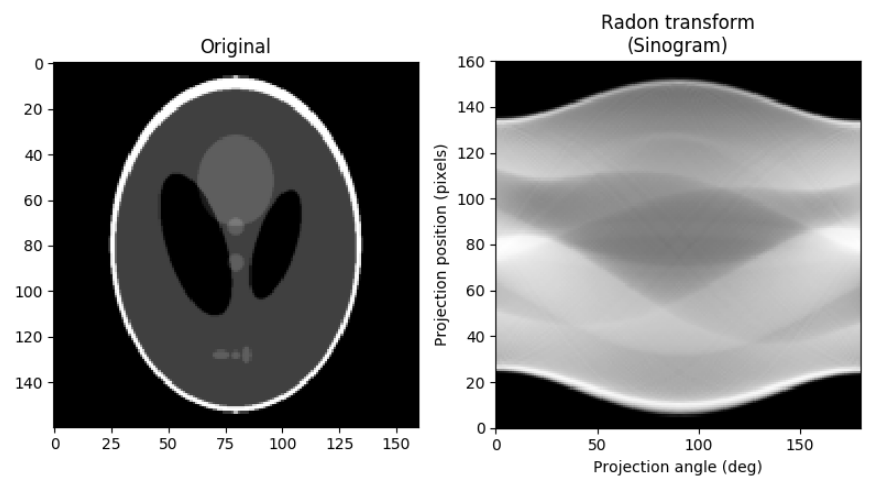 Original
0
20
40
60
80
100
120
140
0 25 50 75 100 125 150
Radon transform
(Sinogram)
Projection position (pixels)
160
140
120
100
80
60
40
20
0
0 50 100 150
Projection angle (deg)